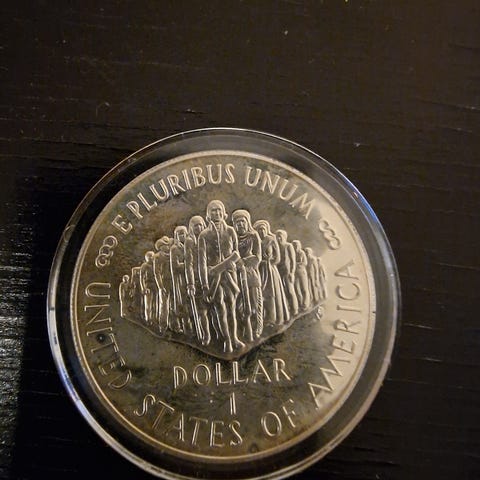 E PLURIBUS UNUM
DOLLAR
1
UNITED STATES OF AMERICA